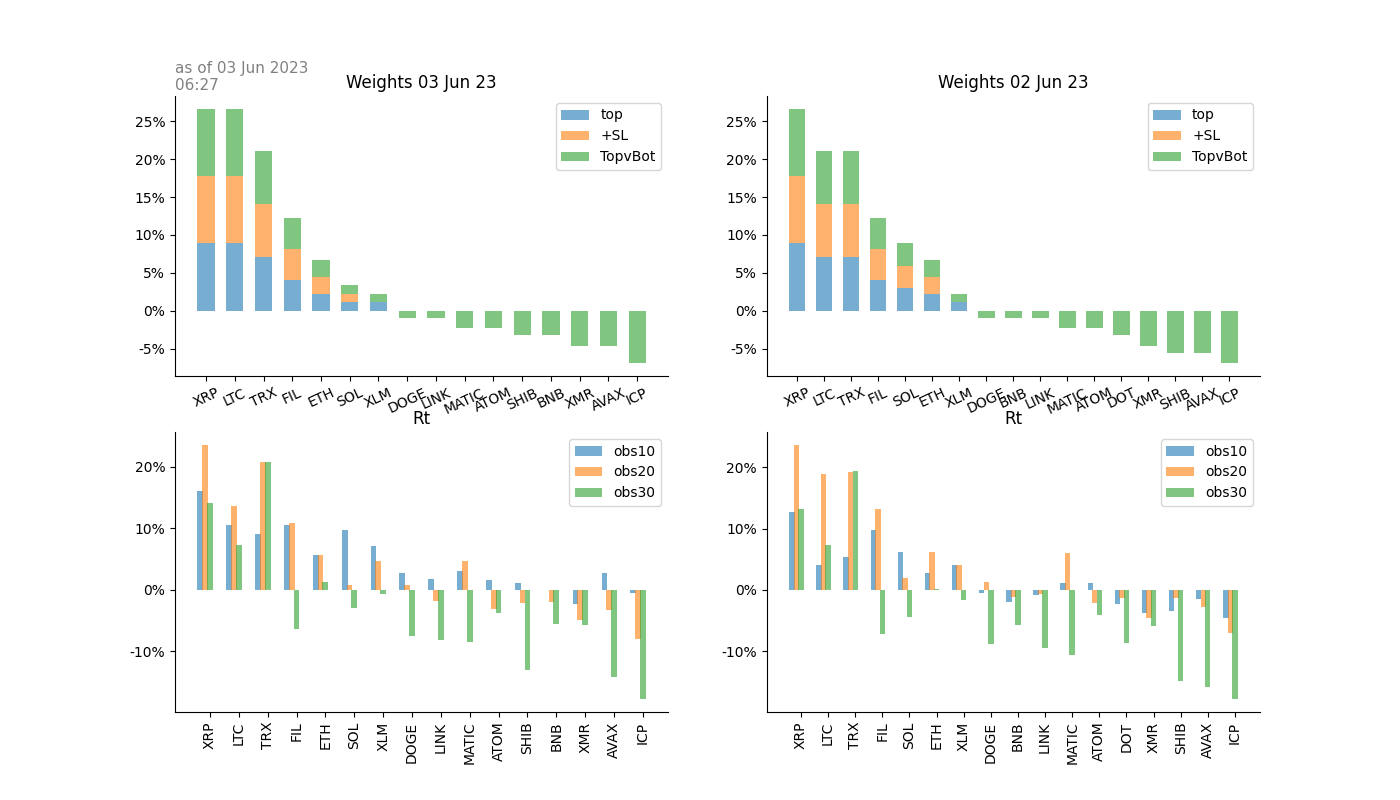 as of 03 Jun 2023
06:27
Weights 03 Jun 23
25%
20%
15%
10%
5%
0%
-5%
top
+SL
TopvBot
XRP LTC TRX FIL ETH SOL XLM DOGE LINK MATIC ATOM SHIB BNB XMR AVAX ICP
Weights 02 Jun 23
25%
20%
15%
10%
5%
0%
-5%
top
+SL
TopvBot
XRP LTC TRX FIL SOL ETH XLM DOGE BNB LINK MATIC ATOM DOT XMR SHIB AVAX ICP
Rt
20%
10%
0%
-10%
obs10
obs20
obs30
XRP LTC TRX FIL ETH SOL XLM DOGE LINK MATIC ATOM SHIB BNB XMR AVAX ICP
Rt
20%
10%
0%
-10%
obs10
obs20
obs30
XRP LTC TRX FIL SOL ETH XLM DOGE BNB LINK MATIC ATOM DOT XMR SHIB AVAX ICP